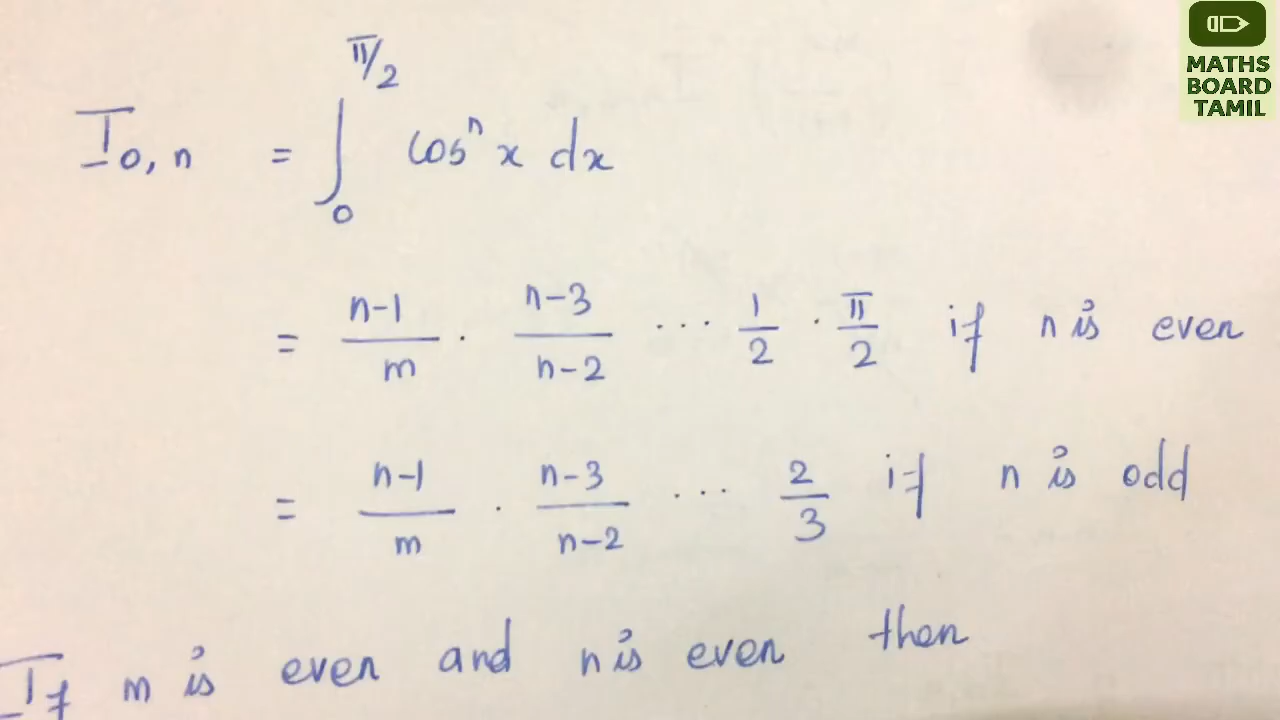 MATHS
BOARD
TAMIL
I₀,ₙ = ∫₀^(π/2) cosⁿ x dx
= (n-1)/m · (n-3)/(n-2) ... 1/2 · π/2 if n is even
= (n-1)/m · (n-3)/(n-2) ... 2/3 if n is odd
If m is even and n is even then